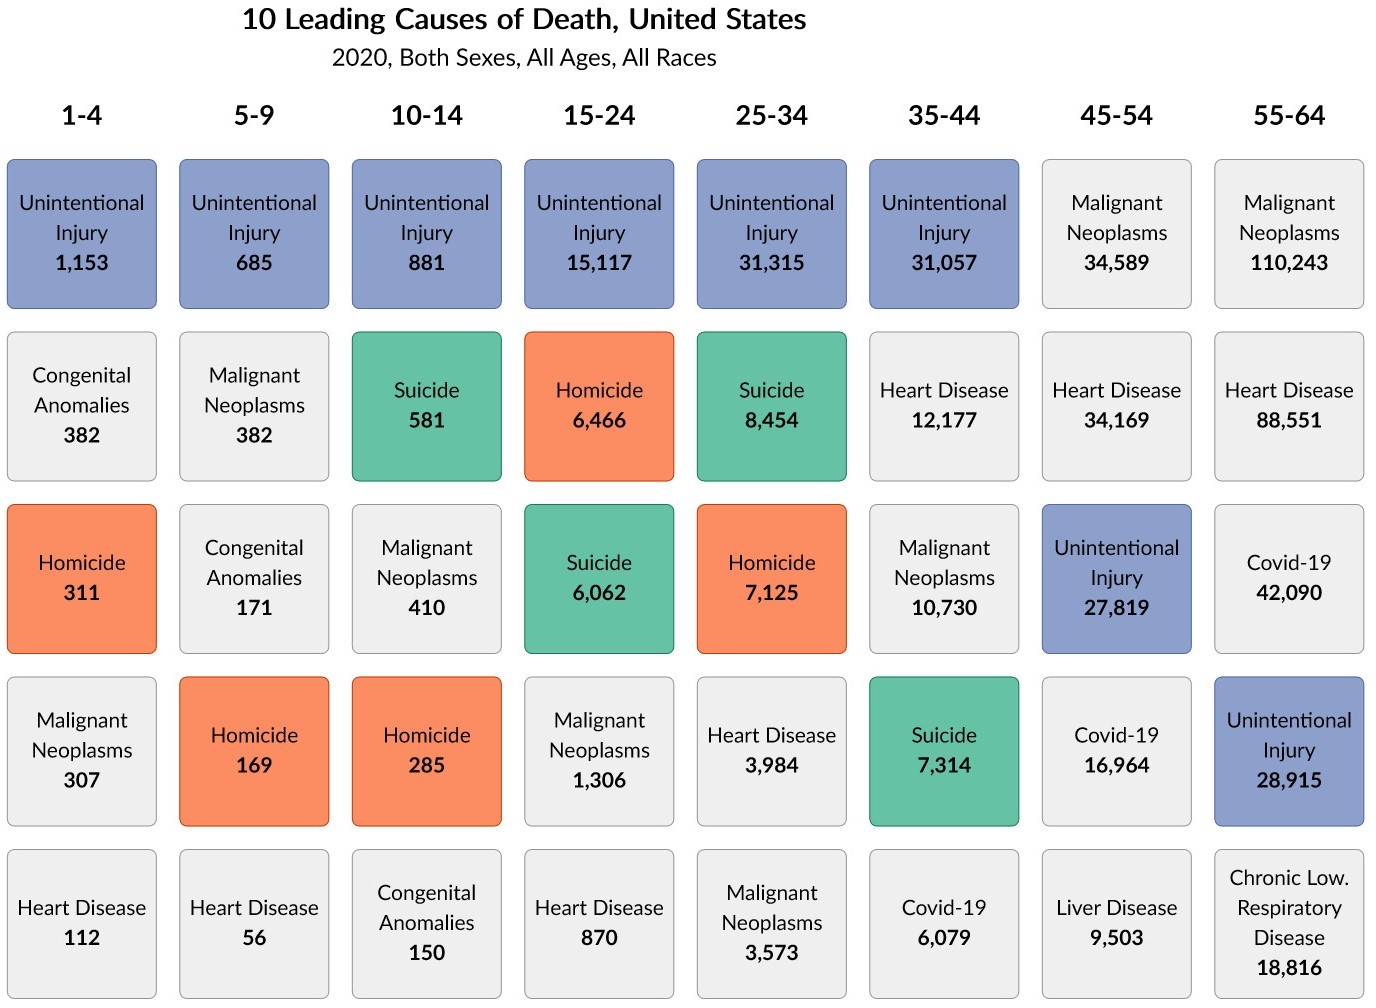 10 Leading Causes of Death, United States
2020, Both Sexes, All Ages, All Races
1-4 5-9 10-14 15-24 25-34 35-44 45-54 55-64
Unintentional
Injury
1,153
Unintentional
Injury
685
Unintentional
Injury
881
Unintentional
Injury
15,117
Unintentional
Injury
31,315
Unintentional
Injury
31,057
Malignant
Neoplasms
34,589
Malignant
Neoplasms
110,243
Congenital
Anomalies
382
Malignant
Neoplasms
382
Suicide
581
Homicide
6,466
Suicide
8,454
Heart Disease
12,177
Heart Disease
34,169
Heart Disease
88,551
Homicide
311
Congenital
Anomalies
171
Malignant
Neoplasms
410
Suicide
6,062
Homicide
7,125
Malignant
Neoplasms
10,730
Unintentional
Injury
27,819
Covid-19
42,090
Malignant
Neoplasms
307
Homicide
169
Homicide
285
Malignant
Neoplasms
1,306
Heart Disease
3,984
Suicide
7,314
Covid-19
16,964
Unintentional
Injury
28,915
Heart Disease
112
Heart Disease
56
Congenital
Anomalies
150
Heart Disease
870
Malignant
Neoplasms
3,573
Covid-19
6,079
Liver Disease
9,503
Chronic Low.
Respiratory
Disease
18,816